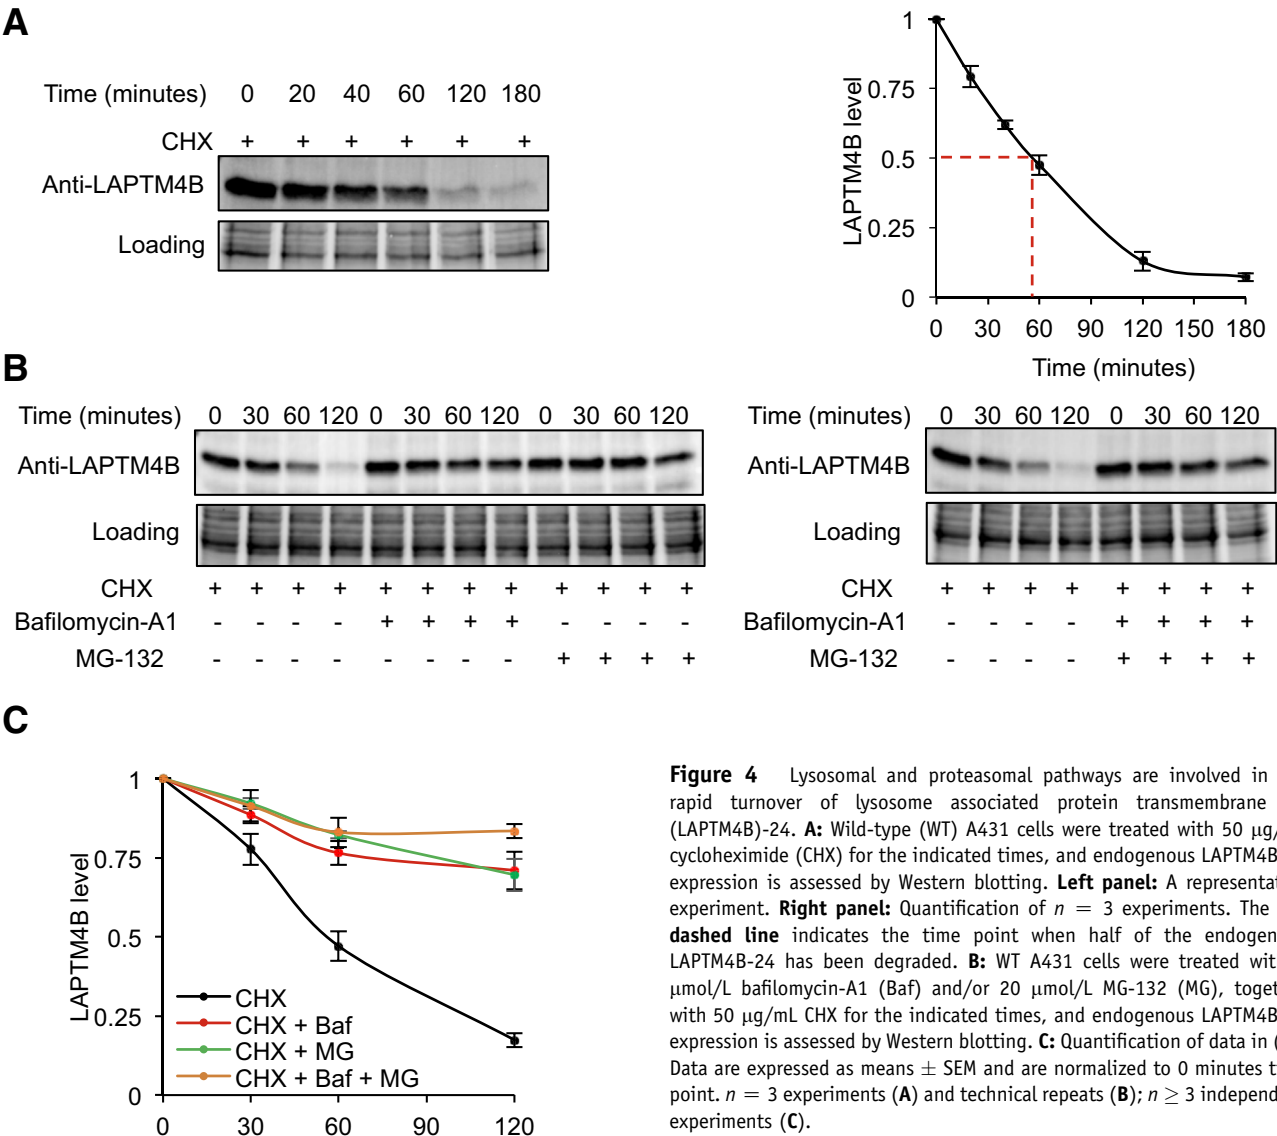 A
Time (minutes) 0 20 40 60 120 180
CHX + + + + + +
Anti-LAPTM4B
Loading
LAPTM4B level
1
0.75
0.5
0.25
0
0 30 60 90 120 150 180
Time (minutes)
B
Time (minutes) 0 30 60 120 0 30 60 120 0 30 60 120
Anti-LAPTM4B
Loading
CHX + + + + + + + + + + + +
Bafilomycin-A1 - - - - + + + + - - - -
MG-132 - - - - - - - - + + + +
Time (minutes) 0 30 60 120 0 30 60 120
Anti-LAPTM4B
Loading
CHX + + + + + + + +
Bafilomycin-A1 - - - - + + + +
MG-132 - - - - + + + +
C
LAPTM4B level
1
0.75
0.5
0.25
0
CHX
CHX + Baf
CHX + MG
CHX + Baf + MG
0 30 60 90 120
Figure 4 Lysosomal and proteasomal pathways are involved in
rapid turnover of lysosome associated protein transmembrane
(LAPTM4B)-24. A: Wild-type (WT) A431 cells were treated with 50 μg/
cycloheximide (CHX) for the indicated times, and endogenous LAPTM4B
expression is assessed by Western blotting. Left panel: A representat
experiment. Right panel: Quantification of n = 3 experiments. The
dashed line indicates the time point when half of the endogen
LAPTM4B-24 has been degraded. B: WT A431 cells were treated wit
μmol/L bafilomycin-A1 (Baf) and/or 20 μmol/L MG-132 (MG), toget
with 50 μg/mL CHX for the indicated times, and endogenous LAPTM4B
expression is assessed by Western blotting. C: Quantification of data in (
Data are expressed as means ± SEM and are normalized to 0 minutes t
point. n = 3 experiments (A) and technical repeats (B); n ≥ 3 independ
experiments (C).